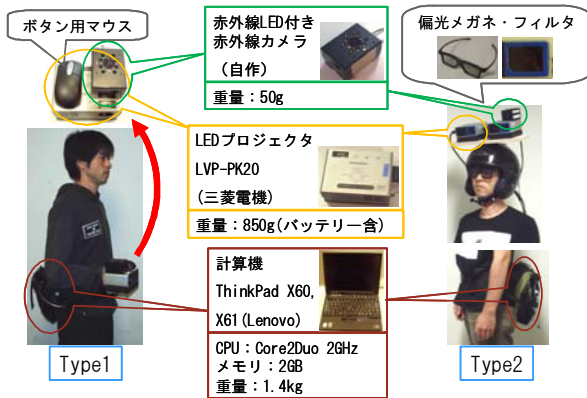 ボタン用マウス
赤外線LED付き
赤外線カメラ
（自作）
重量：50g
偏光メガネ・フィルタ
LEDプロジェクタ
LVP-PK20
(三菱電機)
重量：850g(バッテリー含)
計算機
ThinkPad X60,
X61(Lenovo)
CPU：Core2Duo 2GHz
メモリ：2GB
重量：1.4kg
Type1
Type2